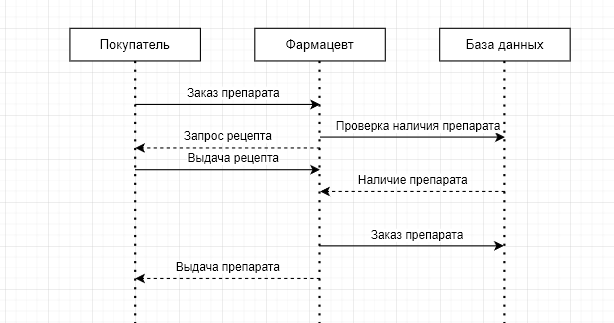 Покупатель
Фармацевт
База данных
Заказ препарата
Проверка наличия препарата
Запрос рецепта
Выдача рецепта
Наличие препарата
Заказ препарата
Выдача препарата